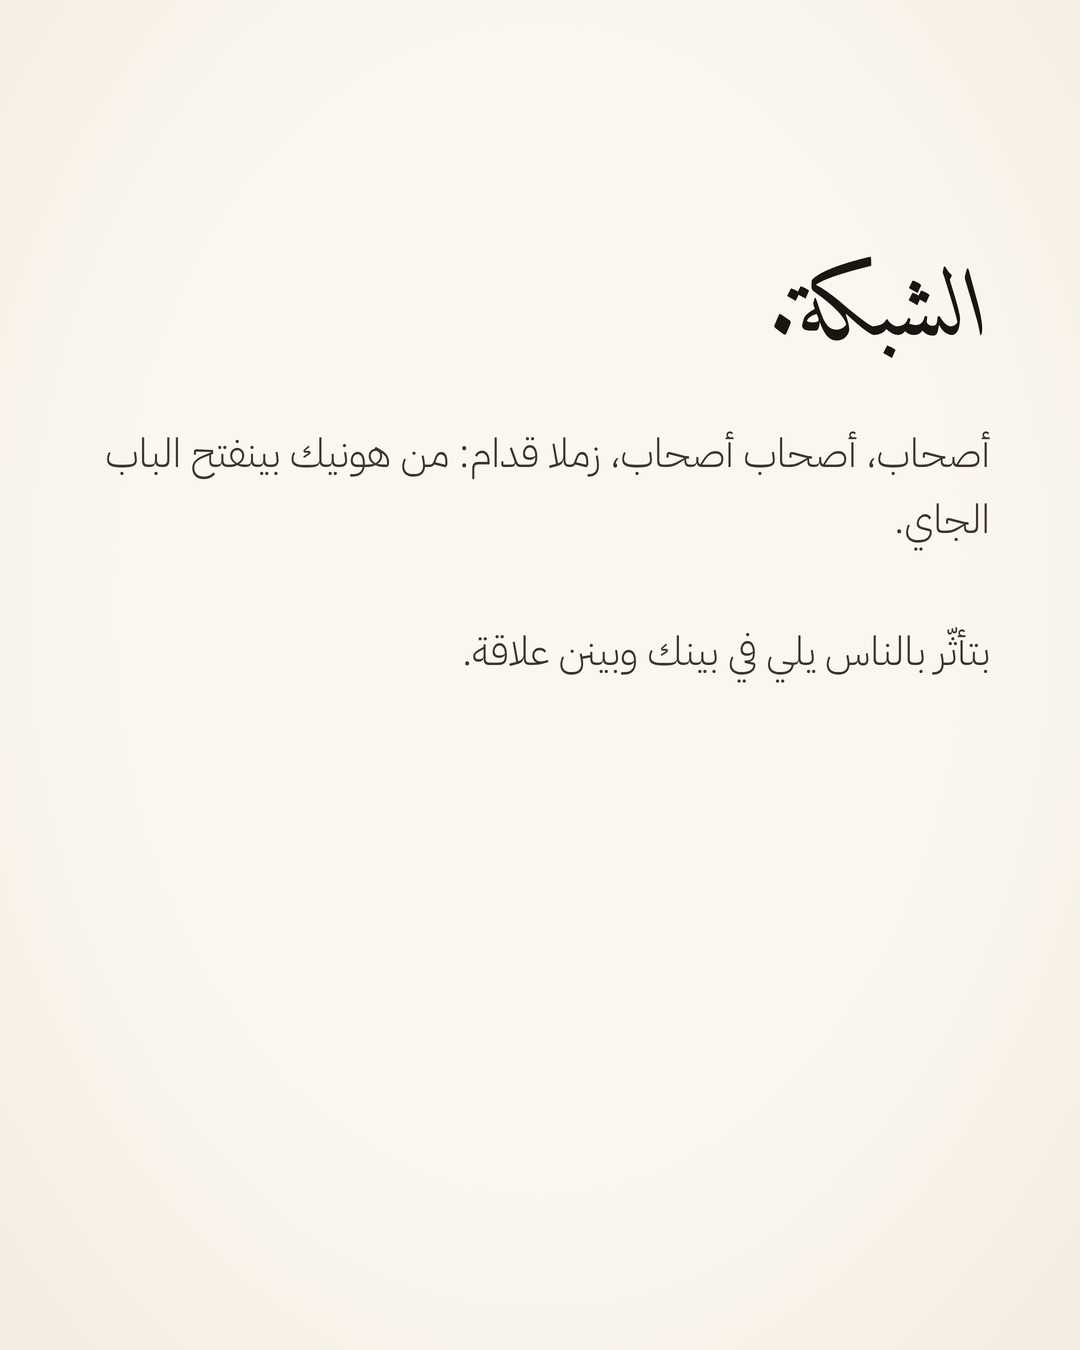 الشبكة.
أصحاب، أصحاب أصحاب، زملا قدام: من هونيك بينفتح الباب
الجاي.
بتأثّر بالناس يلي في بينك وبينن علاقة.